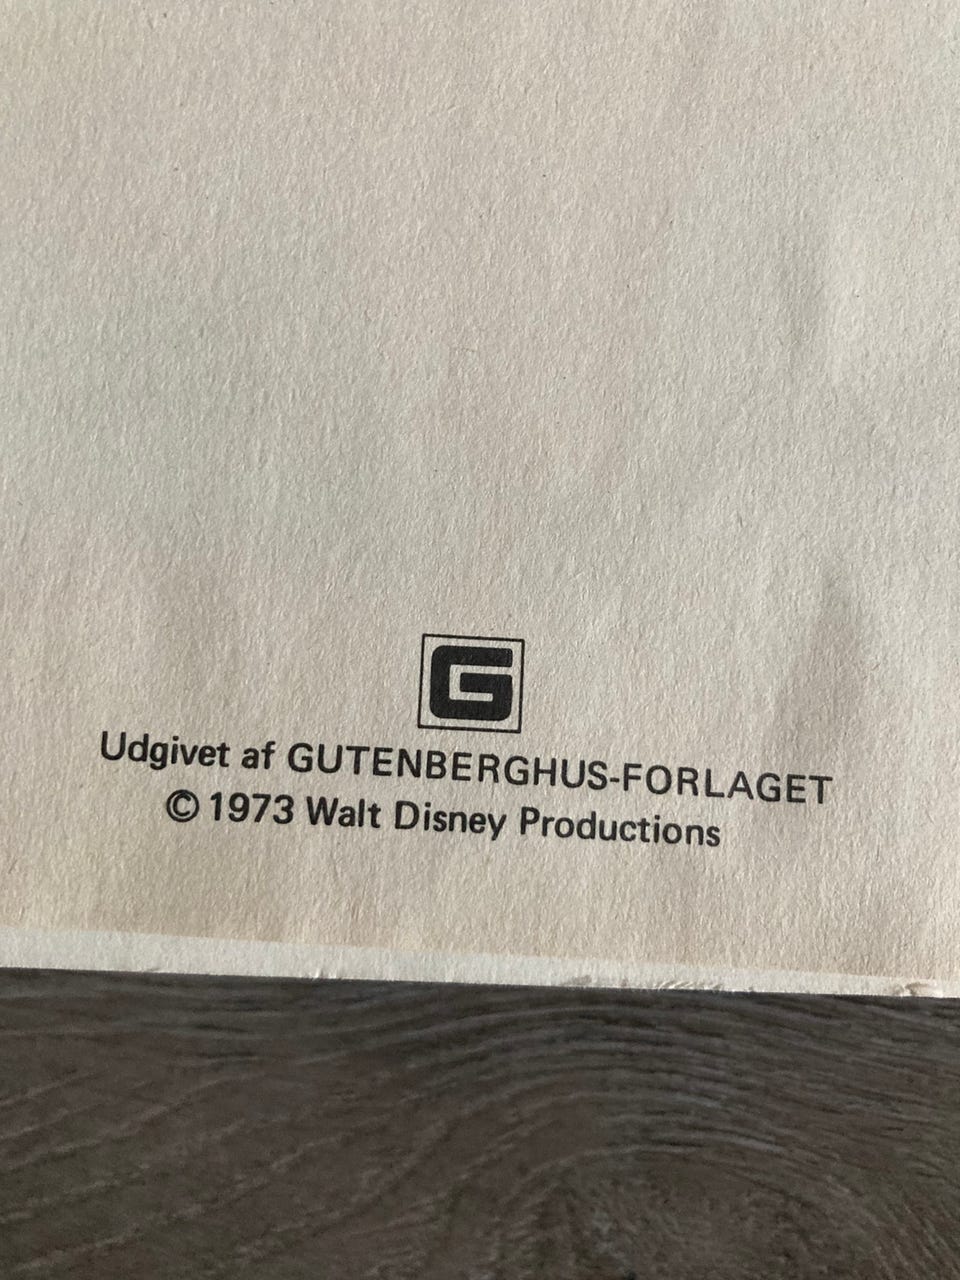 G
Udgivet af GUTENBERGHUS-FORLAGET
© 1973 Walt Disney Productions